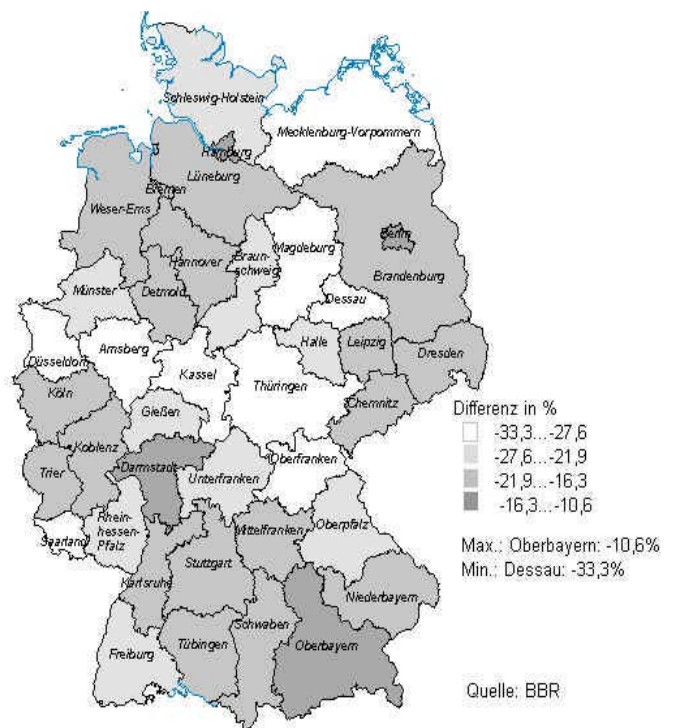 Schleswig-Holstein
Mecklenburg-Vorpommern
Hamburg
Lüneburg
Bremen
Weser-Ems
Berlin
Brandenburg
Hannover
Braun-
schweig
Magdeburg
Münster
Detmold
Dessau
Düsseldorf
Arnsberg
Kassel
Halle
Leipzig
Dresden
Thüringen
Köln
Gießen
Chemnitz
Koblenz
Trier
Darmstadt
Unterfranken
Oberfranken
Saarland
Rhein-
hessen-
Pfalz
Mittelfranken
Oberpfalz
Karlsruhe
Stuttgart
Niederbayern
Freiburg
Tübingen
Schwaben
Oberbayern
Differenz in %
-33,3...-27,6
-27,6...-21,9
-21,9...-16,3
-16,3...-10,6
Max.: Oberbayern: -10,6%
Min.: Dessau: -33,3%
Quelle: BBR